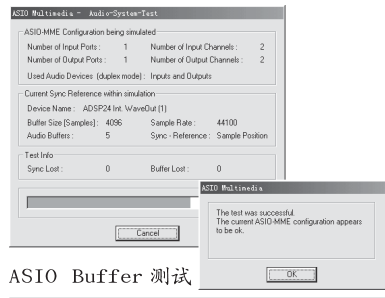 ASIO Multimedia - Audio-System-Test
ASIO-MME Configuration being simulated
Number of Input Ports : 1 Number of Input Channels : 2
Number of Output Ports : 1 Number of Output Channels : 2
Used Audio Devices (duplex mode) : Inputs and Outputs
Current Sync Reference within simulation
Device Name : ADSP24 Int. WaveOut (1)
Buffer Size [Samples] : 4096 Sample Rate : 44100
Audio Buffers : 5 Sync - Reference : Sample Position
Test Info
Sync Lost : 0 Buffer Lost : 0
Cancel
ASIO Multimedia
The test was successful.
The current ASIO-MME configuration appears
to be ok.
OK
ASIO Buffer 测试